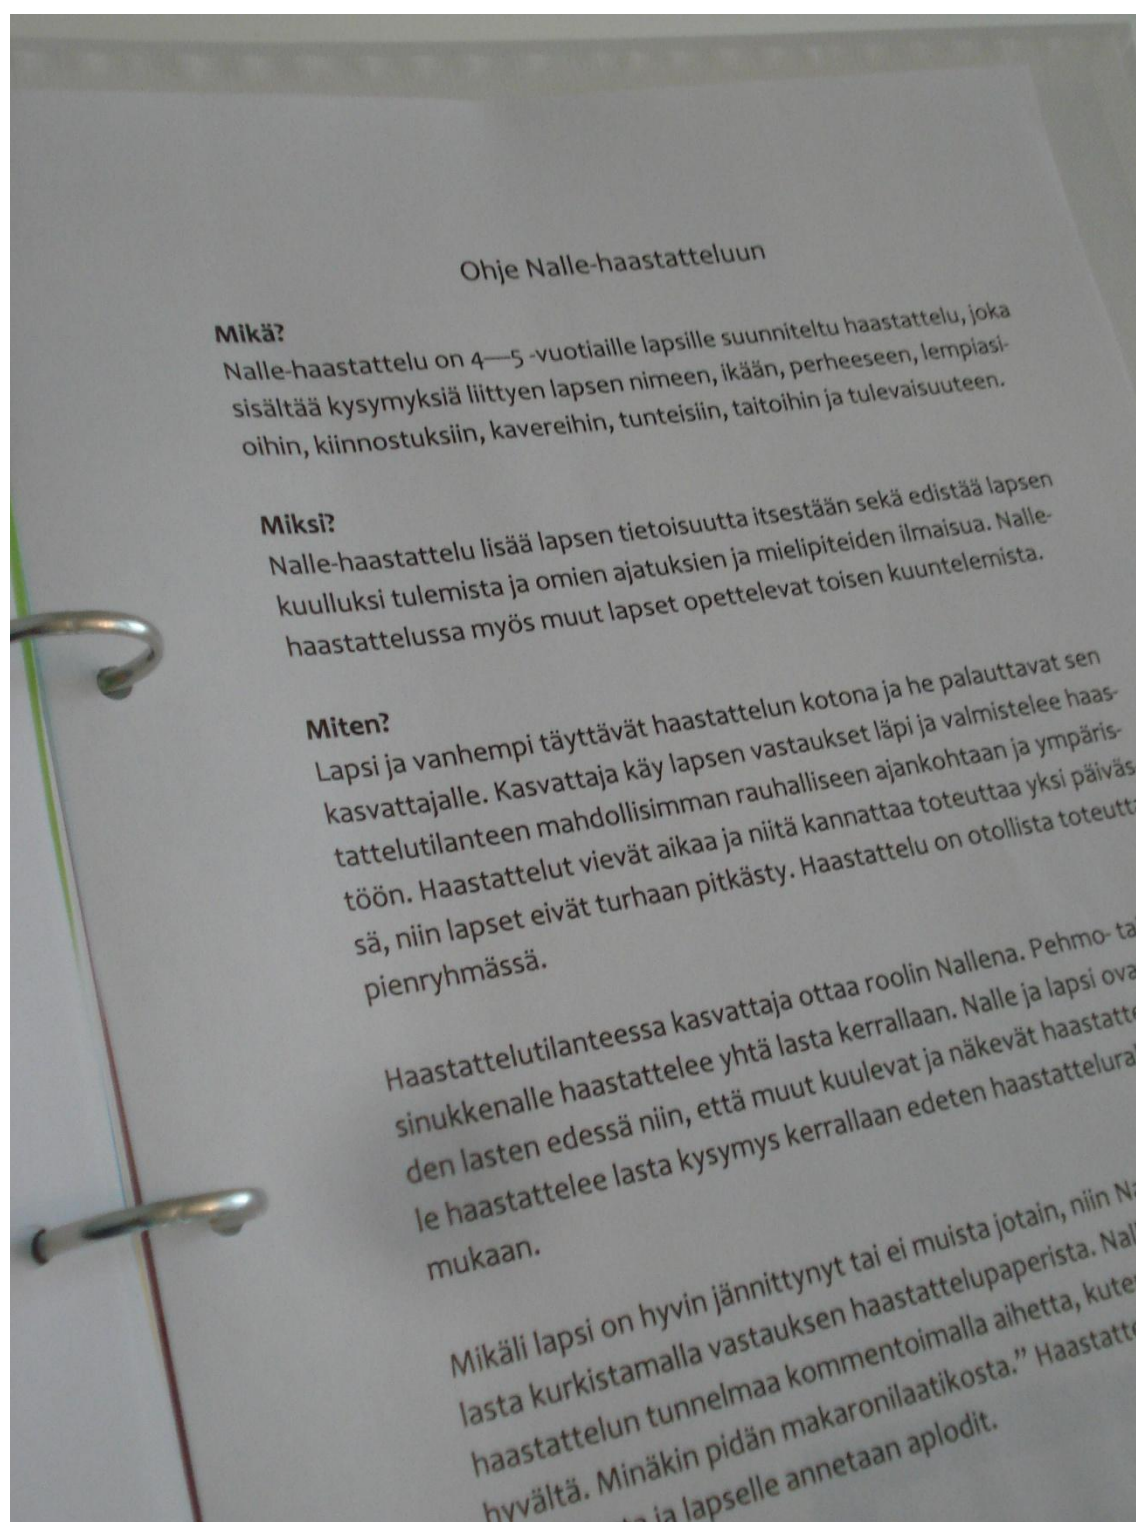 Ohje Nalle-haastatteluun
Mikä?
Nalle-haastattelu on 4—5 -vuotiaille lapsille suunniteltu haastattelu, joka
sisältää kysymyksiä liittyen lapsen nimeen, ikään, perheeseen, lempiasi-
oihin, kiinnostuksiin, kavereihin, tunteisiin, taitoihin ja tulevaisuuteen.
Miksi?
Nalle-haastattelu lisää lapsen tietoisuutta itsestään sekä edistää lapsen
kuulluksi tulemista ja omien ajatuksien ja mielipiteiden ilmaisua. Nalle-
haastattelussa myös muut lapset opettelevat toisen kuuntelemista.
Miten?
Lapsi ja vanhempi täyttävät haastattelun kotona ja he palauttavat sen
kasvattajalle. Kasvattaja käy lapsen vastaukset läpi ja valmistelee haas-
tattelutilanteen mahdollisimman rauhalliseen ajankohtaan ja ympäris-
töön. Haastattelut vievät aikaa ja niitä kannattaa toteuttaa yksi päiväs
sä, niin lapset eivät turhaan pitkästy. Haastattelu on otollista
pienryhmässä.
Haastattelutilanteessa kasvattaja ottaa roolin Nallena. Pehmo-
sinukkenalle haastattelee yhtä lasta kerrallaan. Nalle ja lapsi
den lasten edessä niin, että muut kuulevat ja näkevät
le haastattelee lasta kysymys kerrallaan edeten
mukaan.
Mikäli lapsi on hyvin jännittynyt tai ei muista jotain, niin
lasta kurkistamalla vastauksen haastattelupaperista.
haastattelun tunnelmaa kommentoimalla aihetta,
hyvältä. Minäkin pidän makaronilaatikosta.”
ja lapselle annetaan aplodit.